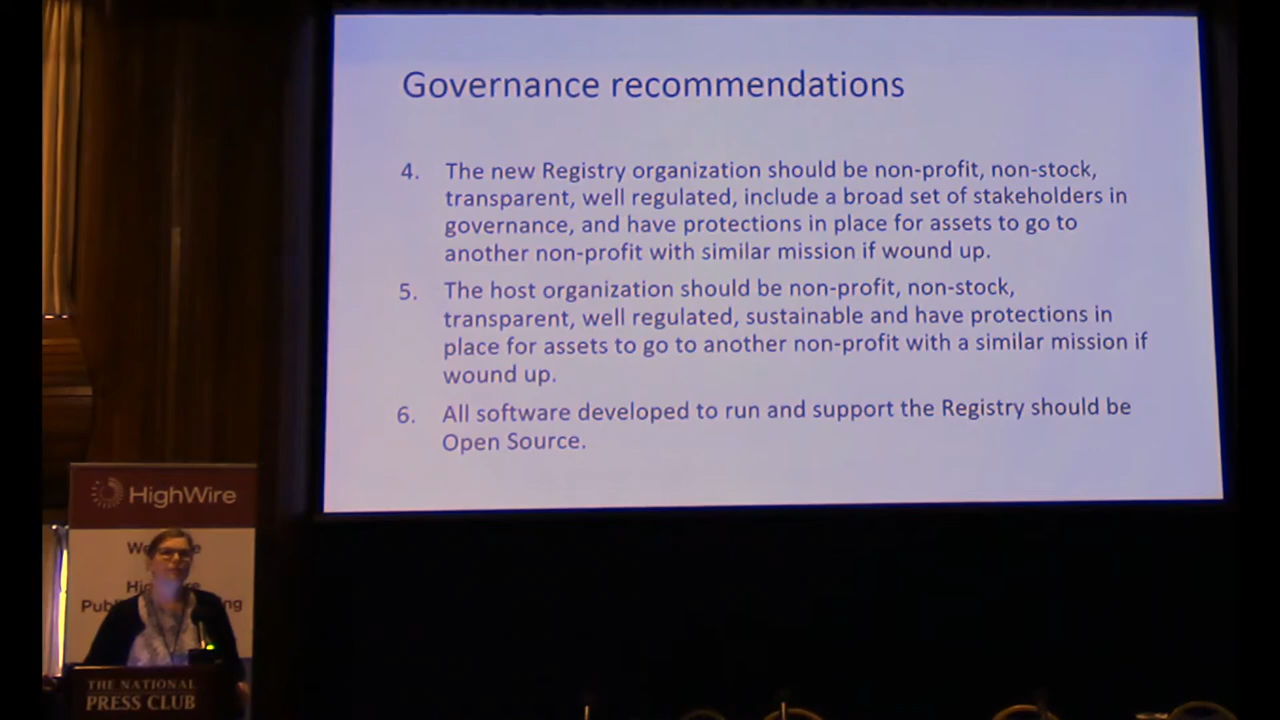 Governance recommendations
4. The new Registry organization should be non-profit, non-stock,
transparent, well regulated, include a broad set of stakeholders in
governance, and have protections in place for assets to go to
another non-profit with similar mission if wound up.
5. The host organization should be non-profit, non-stock,
transparent, well regulated, sustainable and have protections in
place for assets to go to another non-profit with a similar mission if
wound up.
6. All software developed to run and support the Registry should be
Open Source.
HighWire
THE NATIONAL
PRESS CLUB